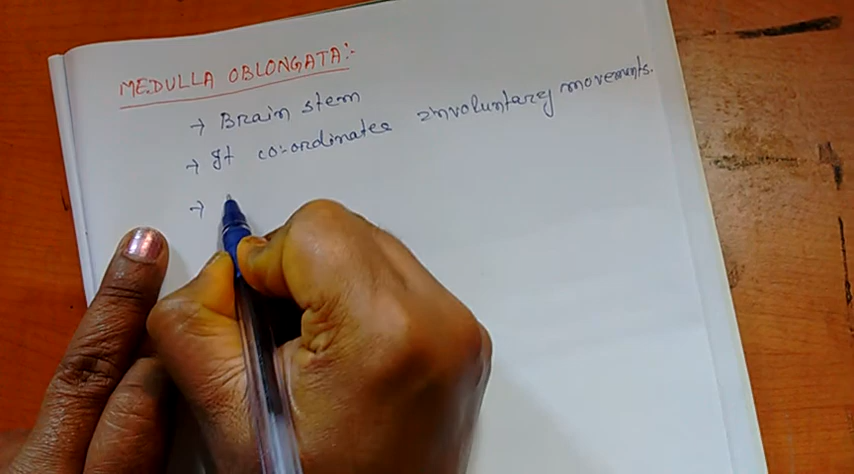 MEDULLA OBLONGATA:-
→ Brain stem
→ It co-ordinates involuntary movements.
→